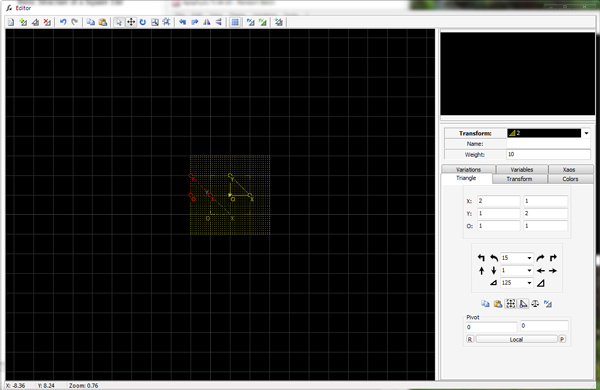 Editor
Transform: 2
Name:
Weight: 10
Variations Variables Xaos
Triangle Transform Colors
X: 2 1
Y: 1 2
O: 1 1
15
1
125
Pivot
0 0
R Local P
X: -8.36 Y: 8.24 Zoom: 0.76